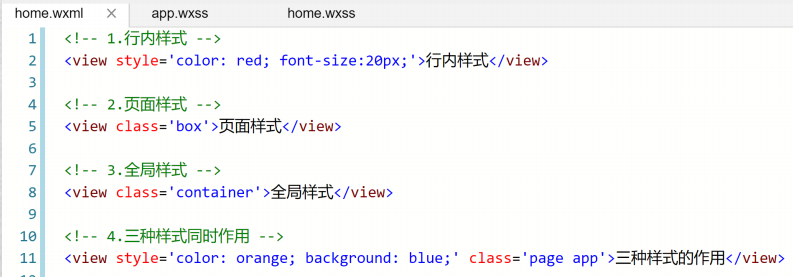 home.wxml × app.wxss home.wxss
1 <!-- 1.行内样式 -->
2 <view style='color: red; font-size:20px;'>行内样式</view>
3
4 <!-- 2.页面样式 -->
5 <view class='box'>页面样式</view>
6
7 <!-- 3.全局样式 -->
8 <view class='container'>全局样式</view>
9
10 <!-- 4.三种样式同时作用 -->
11 <view style='color: orange; background: blue;' class='page app'>三种样式的作用</view>